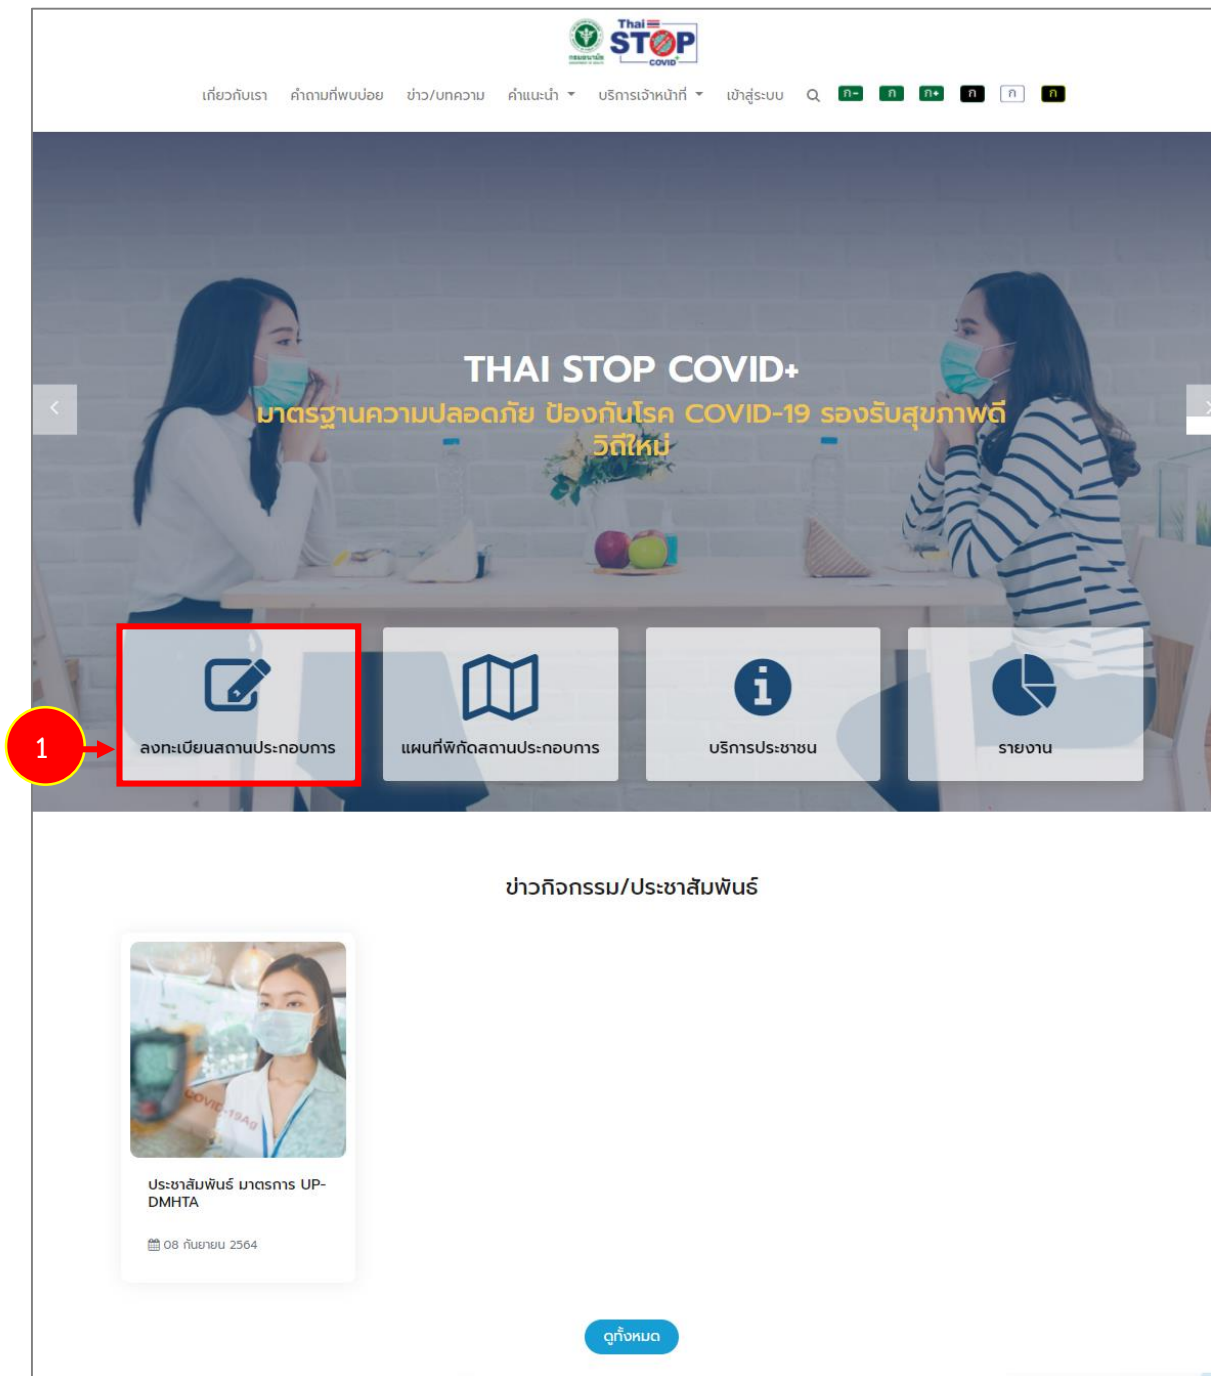 Thai
STOP
COVID+
กรมอนามัย
เกี่ยวกับเรา คำถามที่พบบ่อย ข่าว/บทความ คำแนะนำ บริการเจ้าหน้าที่ เข้าสู่ระบบ ก- ก ก+ ก ก ก
THAI STOP COVID+
มาตรฐานความปลอดภัย ป้องกันโรค COVID-19 รองรับสุขภาพดี
วิถีใหม่
1
ลงทะเบียนสถานประกอบการ
แผนที่พิกัดสถานประกอบการ
บริการประชาชน
รายงาน
ข่าวกิจกรรม/ประชาสัมพันธ์
COVID-19Ag
ประชาสัมพันธ์ มาตรการ UP-
DMHTA
08 กันยายน 2564
ดูทั้งหมด